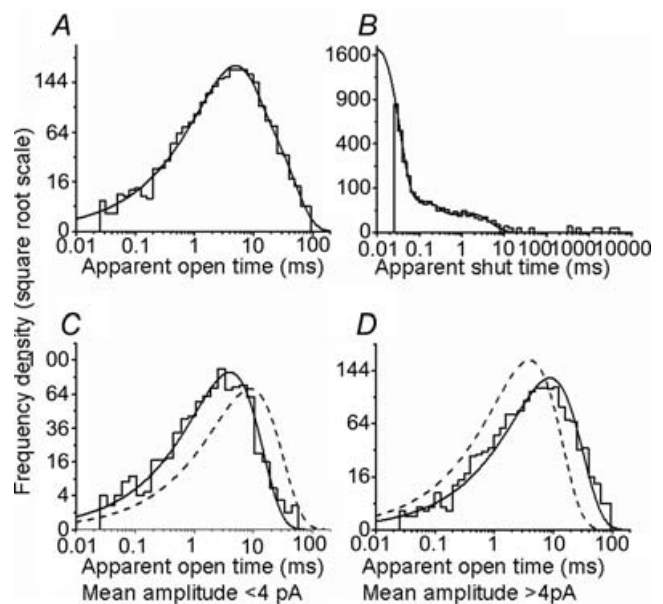 A
B
Frequency density (square root scale)
144
64
16
0
0.01 0.1 1 10 100
Apparent open time (ms)
1600
900
400
100
0
0.01 0.1 1 10 100 10000
Apparent shut time (ms)
C
D
00
64
36
16
4
0
0.01 0.1 1 10 100
Apparent open time (ms)
Mean amplitude <4 pA
144
64
16
0
0.01 0.1 1 10 100
Apparent open time (ms)
Mean amplitude >4pA